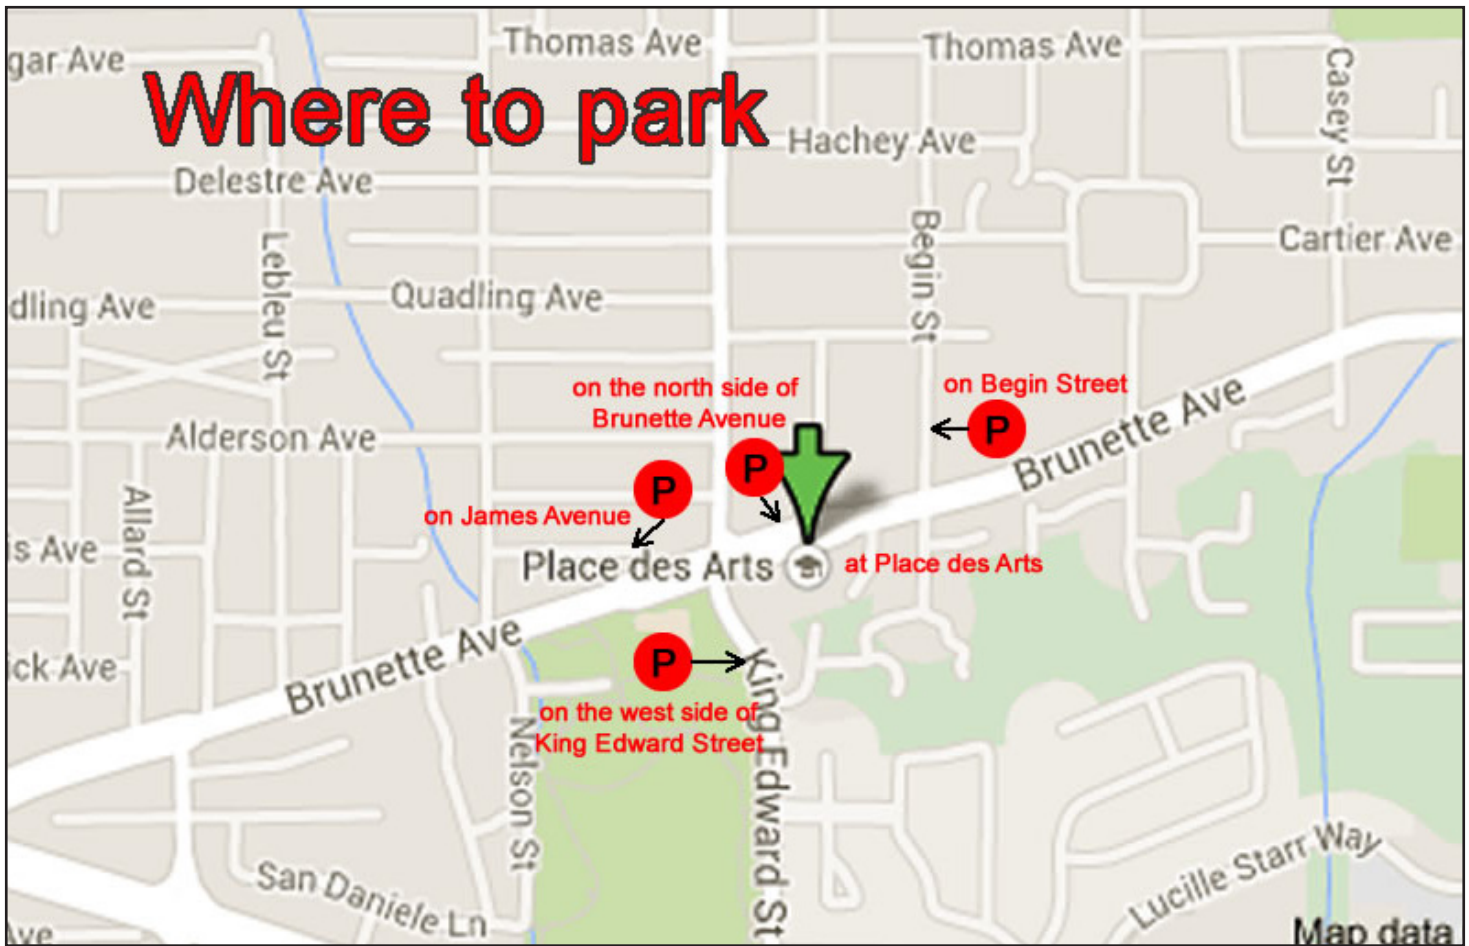 Thomas Ave
Thomas Ave
gar Ave
Where to park
Casey St
Hachey Ave
Delestre Ave
Begin St
Lebleu St
Cartier Ave
dling Ave
Quadling Ave
on the north side of
Brunette Avenue
on Begin Street
P
Brunette Ave
Alderson Ave
P
P
on James Avenue
Allard St
is Ave
Place des Arts
at Place des Arts
Brunette Ave
ick Ave
P
King Edward St
on the west side of
King Edward Street
Nelson St
San Daniele Ln
Lucille Starr Way
Ave
Map data